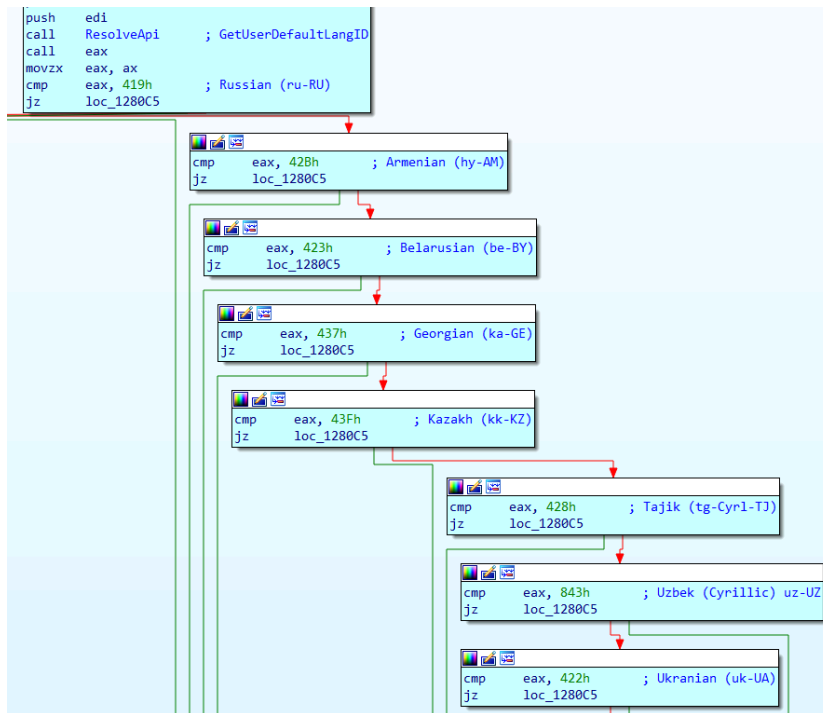 push edi
call ResolveApi ; GetUserDefaultLangID
call eax
movzx eax, ax
cmp eax, 419h ; Russian (ru-RU)
jz loc_1280C5
cmp eax, 42Bh ; Armenian (hy-AM)
jz loc_1280C5
cmp eax, 423h ; Belarusian (be-BY)
jz loc_1280C5
cmp eax, 437h ; Georgian (ka-GE)
jz loc_1280C5
cmp eax, 43Fh ; Kazakh (kk-KZ)
jz loc_1280C5
cmp eax, 428h ; Tajik (tg-Cyrl-TJ)
jz loc_1280C5
cmp eax, 843h ; Uzbek (Cyrillic) uz-UZ
jz loc_1280C5
cmp eax, 422h ; Ukranian (uk-UA)
jz loc_1280C5